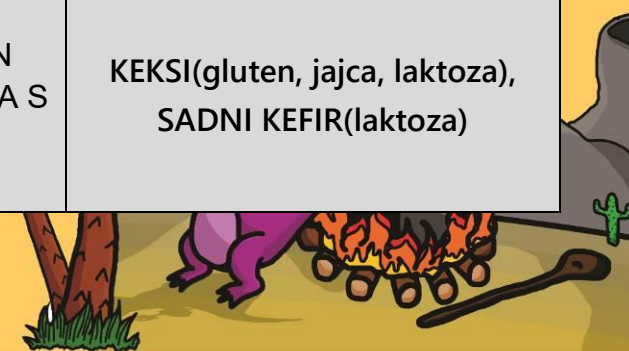 N
A S
KEKSI(gluten, jajca, laktoza),
SADNI KEFIR(laktoza)